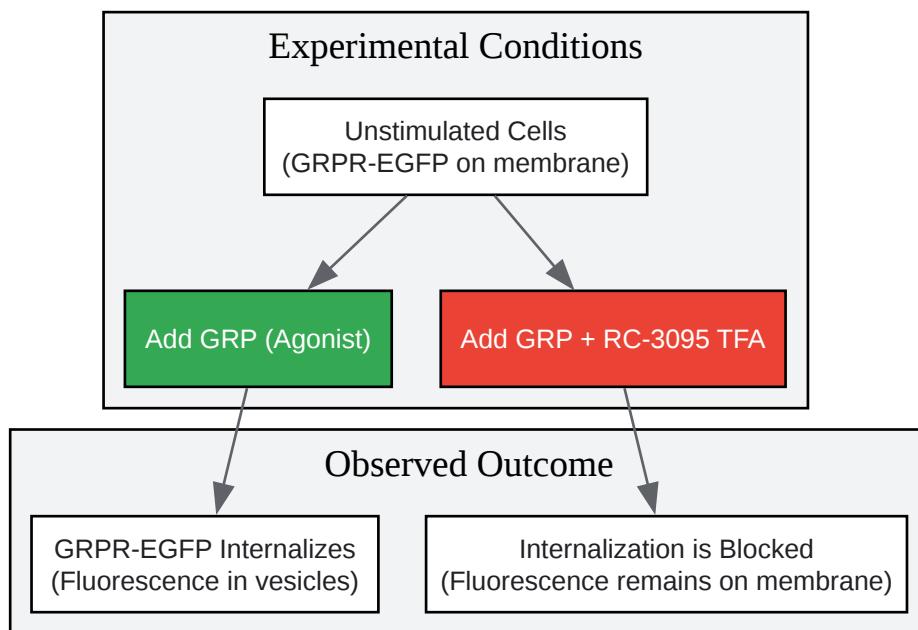 Experimental Conditions
Unstimulated Cells
(GRPR-EGFP on membrane)
Add GRP (Agonist)
Add GRP + RC-3095 TFA
Observed Outcome
GRPR-EGFP Internalizes
(Fluorescence in vesicles)
Internalization is Blocked
(Fluorescence remains on membrane)